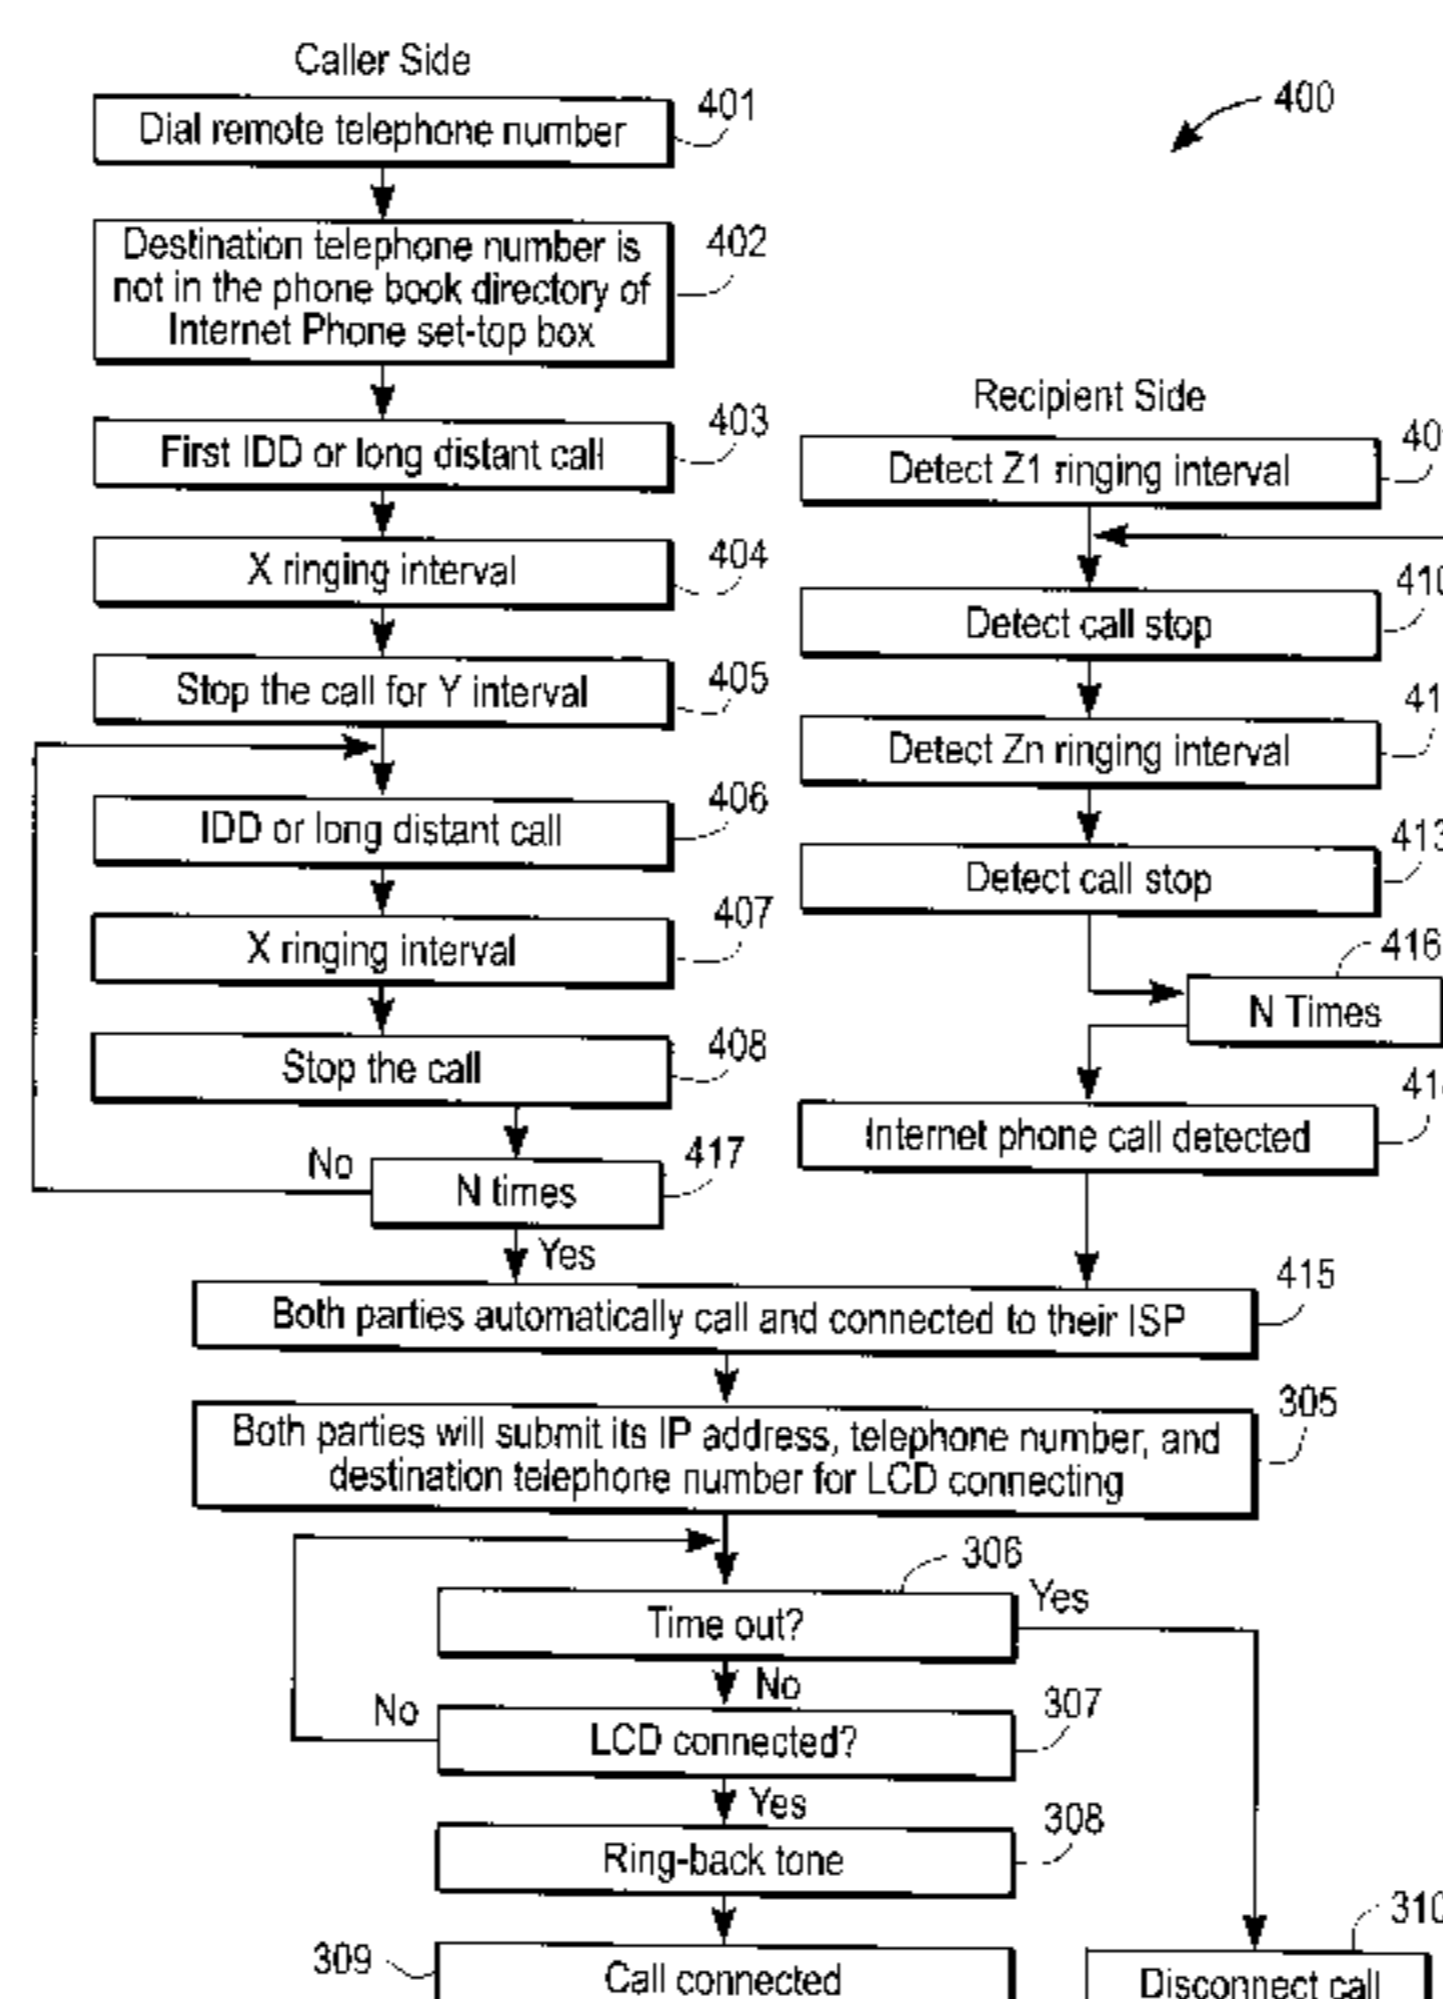 Caller Side
400
Dial remote telephone number
401
Destination telephone number is
not in the phone book directory of
Internet Phone set-top box
402
First IDD or long distant call
403
X ringing interval
404
Stop the call for Y interval
405
IDD or long distant call
406
X ringing interval
407
Stop the call
408
No
N times
417
Yes
Recipient Side
Detect Z1 ringing interval
Detect call stop
410
Detect Zn ringing interval
Detect call stop
413
416
N Times
Internet phone call detected
Both parties automatically call and connected to their ISP
415
Both parties will submit its IP address, telephone number, and
destination telephone number for LCD connecting
305
306
Time out?
Yes
No
No
LCD connected?
307
Yes
Ring-back tone
308
309
Call connected
310
Disconnect call